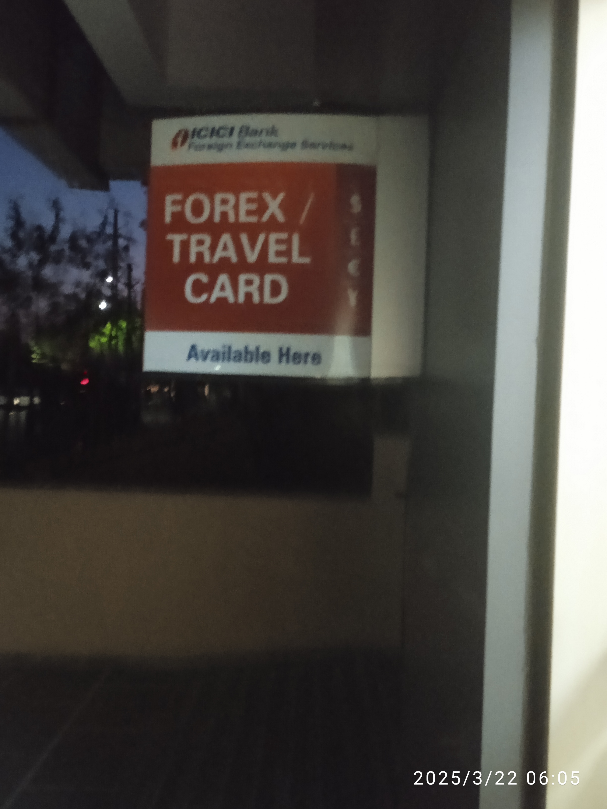 ICICI Bank
Foreign Exchange Services
FOREX /
TRAVEL
CARD
$
£
€
¥
Available Here
2025/3/22 06:05